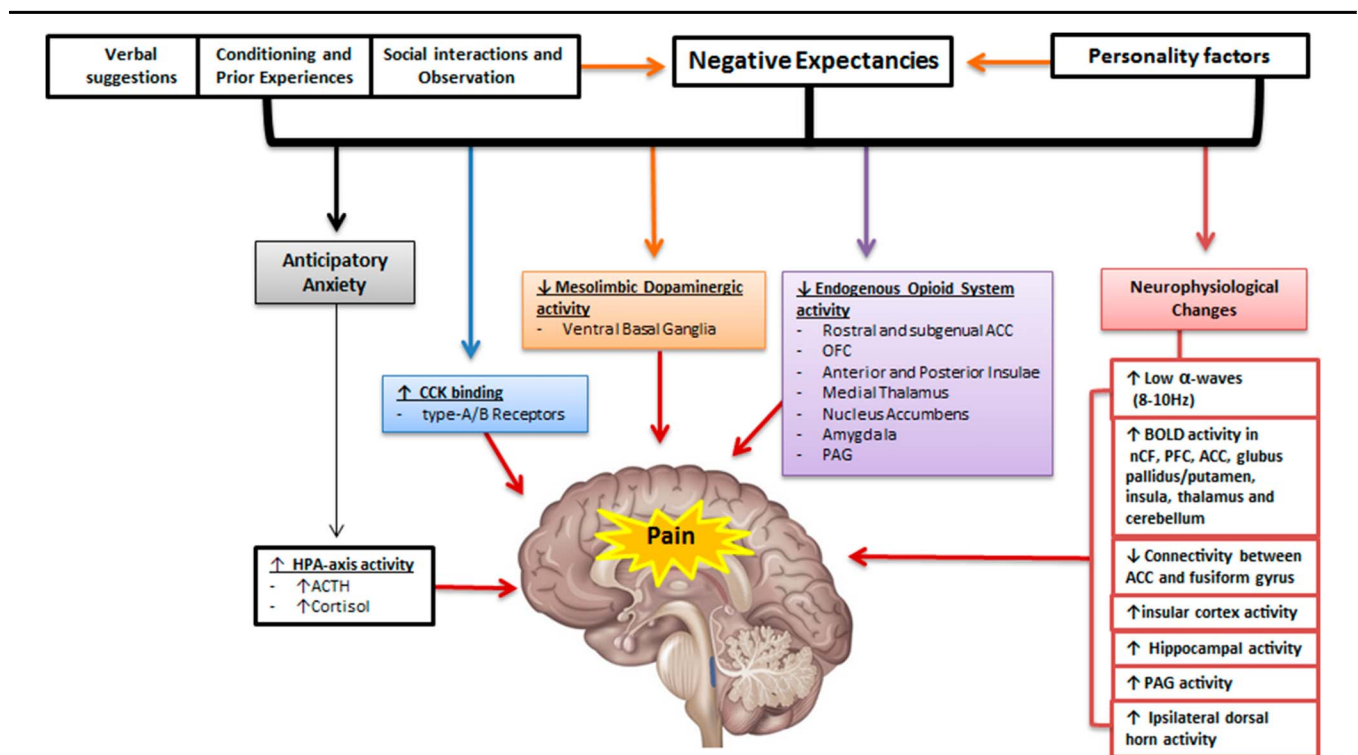 Verbal
suggestions
Conditioning and
Prior Experiences
Social interactions and
Observation
Negative Expectancies
Personality factors
Anticipatory
Anxiety
↓ Mesolimbic Dopaminergic
activity
- Ventral Basal Ganglia
↓ Endogenous Opioid System
activity
- Rostral and subgenual ACC
- OFC
- Anterior and Posterior Insulae
- Medial Thalamus
- Nucleus Accumbens
- Amygdala
- PAG
Neurophysiological
Changes
↑ CCK binding
- type-A/B Receptors
↑ Low α-waves
(8-10Hz)
↑ BOLD activity in
nCF, PFC, ACC, glubus
pallidus/putamen,
insula, thalamus and
cerebellum
↓ Connectivity between
ACC and fusiform gyrus
↑insular cortex activity
↑ Hippocampal activity
↑ PAG activity
↑ Ipsilateral dorsal
horn activity
Pain
↑ HPA-axis activity
- ↑ACTH
- ↑Cortisol